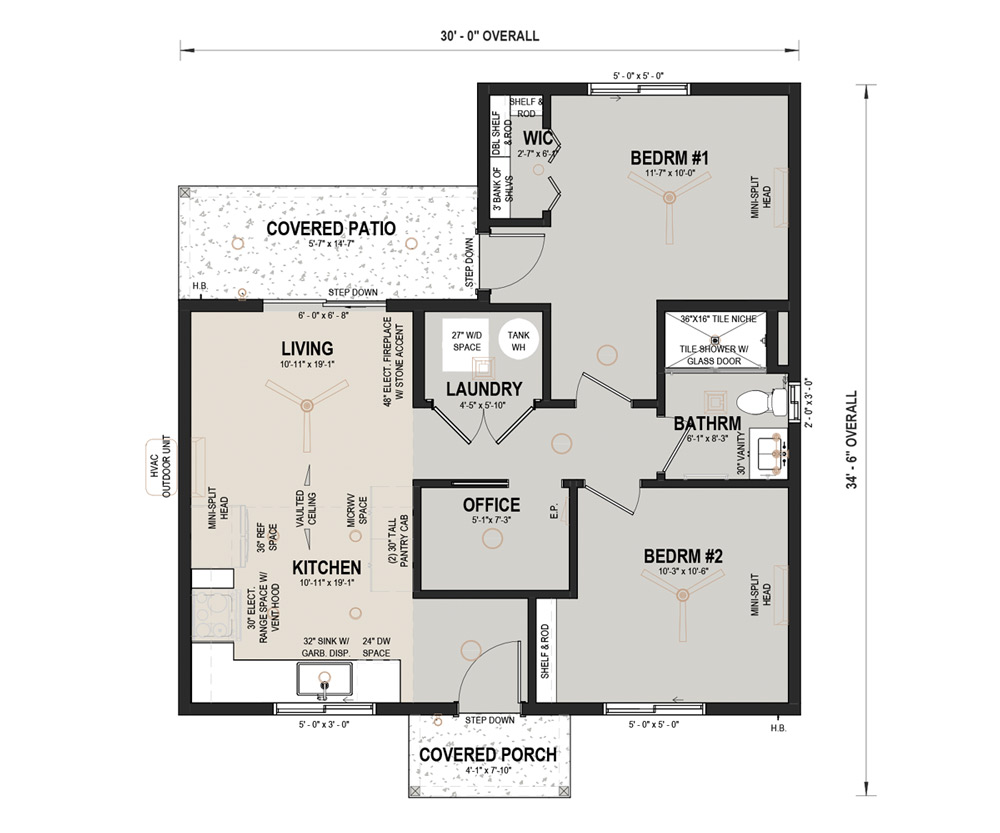 30' - 0" OVERALL
5' - 0" x 5' - 0"
SHELF &
ROD
DBL SHELF
& ROD
WIC
3' BANK OF
SHLVS
BEDRM #1
11'-7" x 10'-0"
MINI-SPLIT
HEAD
COVERED PATIO
5'-7" x 14'-7"
STEP DOWN
H.B.
STEP DOWN
6' - 0" x 6' - 8"
LIVING
10'-11" x 19'-1"
48" ELECT. FIREPLACE
W/ STONE ACCENT
27" W/D
SPACE
TANK
WH
LAUNDRY
4'-5" x 5'-10"
36"X16" TILE NICHE
TILE SHOWER W/
GLASS DOOR
BATHRM
6'-1" x 8'-3"
30" VANITY
2' - 0" x 3' - 0"
34' - 6" OVERALL
HVAC
OUTDOOR UNIT
MINI-SPLIT
HEAD
VAULTED
CEILING
MICRWV
SPACE
36" REF
SPACE
(2) 30" TALL
PANTRY CAB
OFFICE
5'-1" x 7'-3"
E.P.
KITCHEN
10'-11" x 19'-1"
30" ELECT.
RANGE SPACE W/
VENT HOOD
BEDRM #2
10'-3" x 10'-6"
MINI-SPLIT
HEAD
32" SINK W/
GARB. DISP.
24" DW
SPACE
SHELF & ROD
5' - 0" x 3' - 0"
STEP DOWN
5' - 0" x 5' - 0"
H.B.
COVERED PORCH
4'-1" x 7'-10"